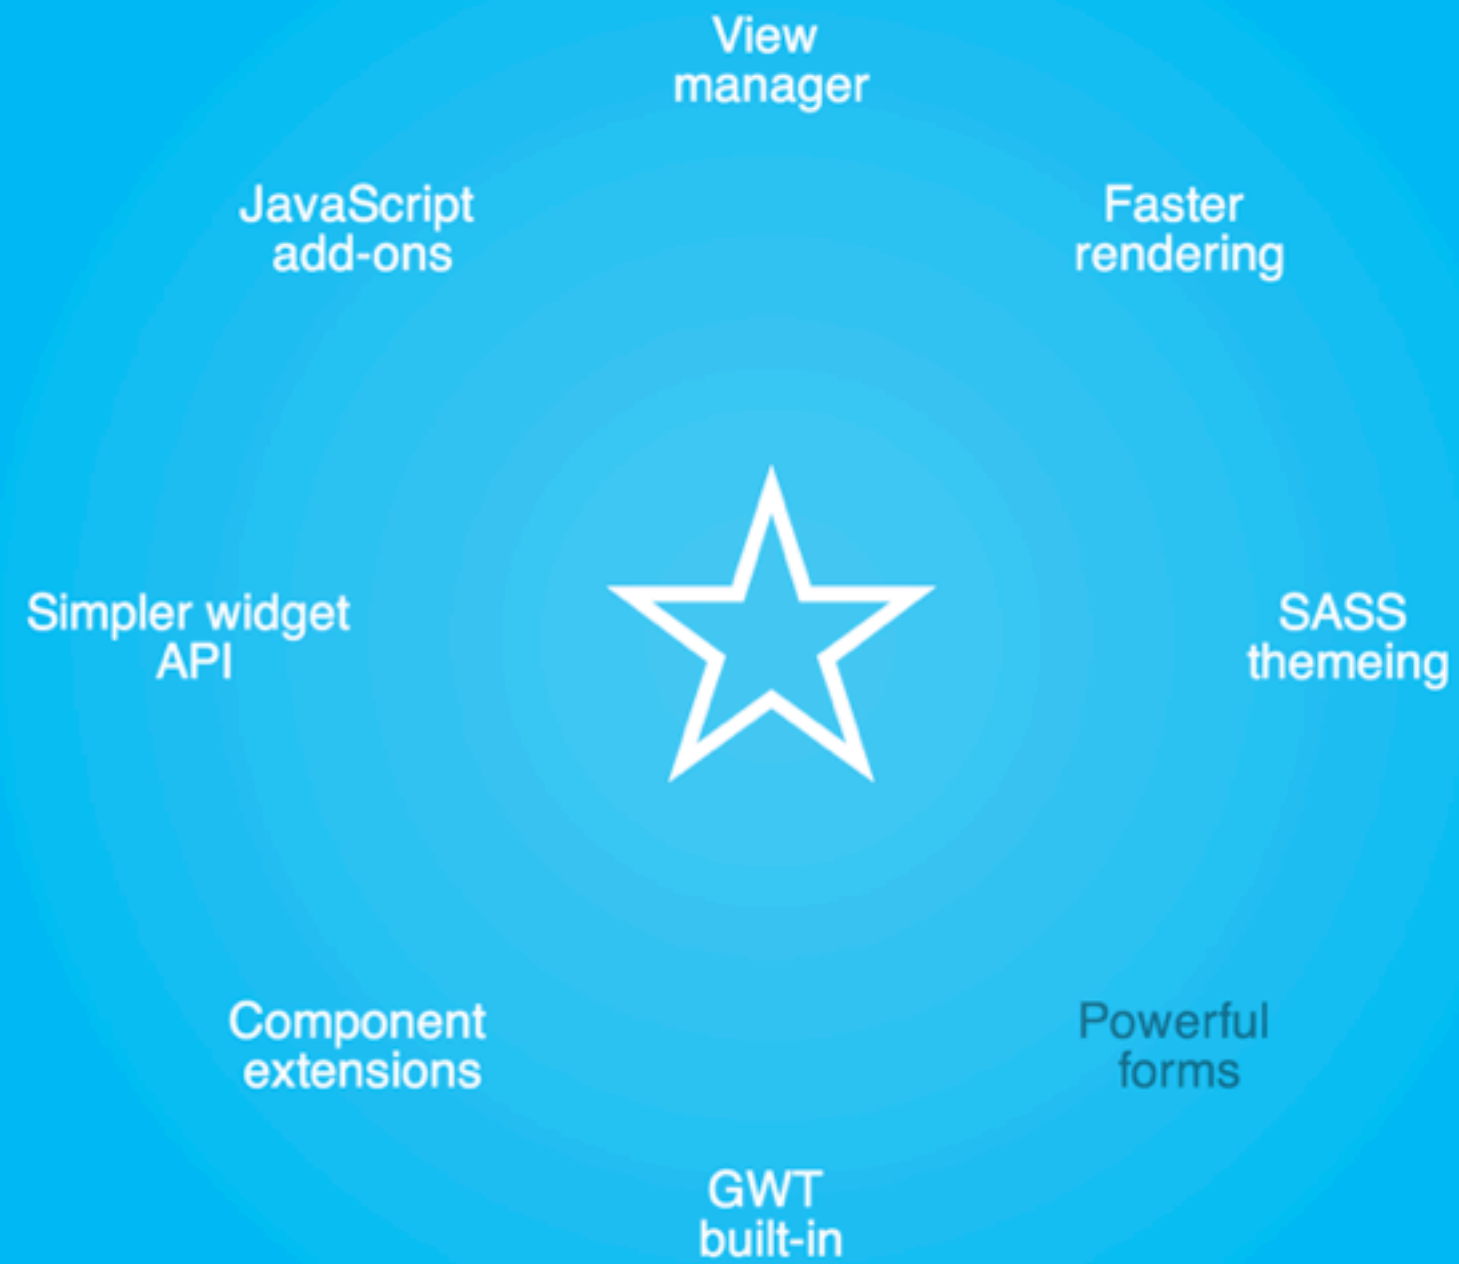 View
manager
JavaScript
add-ons
Faster
rendering
Simpler widget
API
SASS
themeing
Component
extensions
Powerful
forms
GWT
built-in